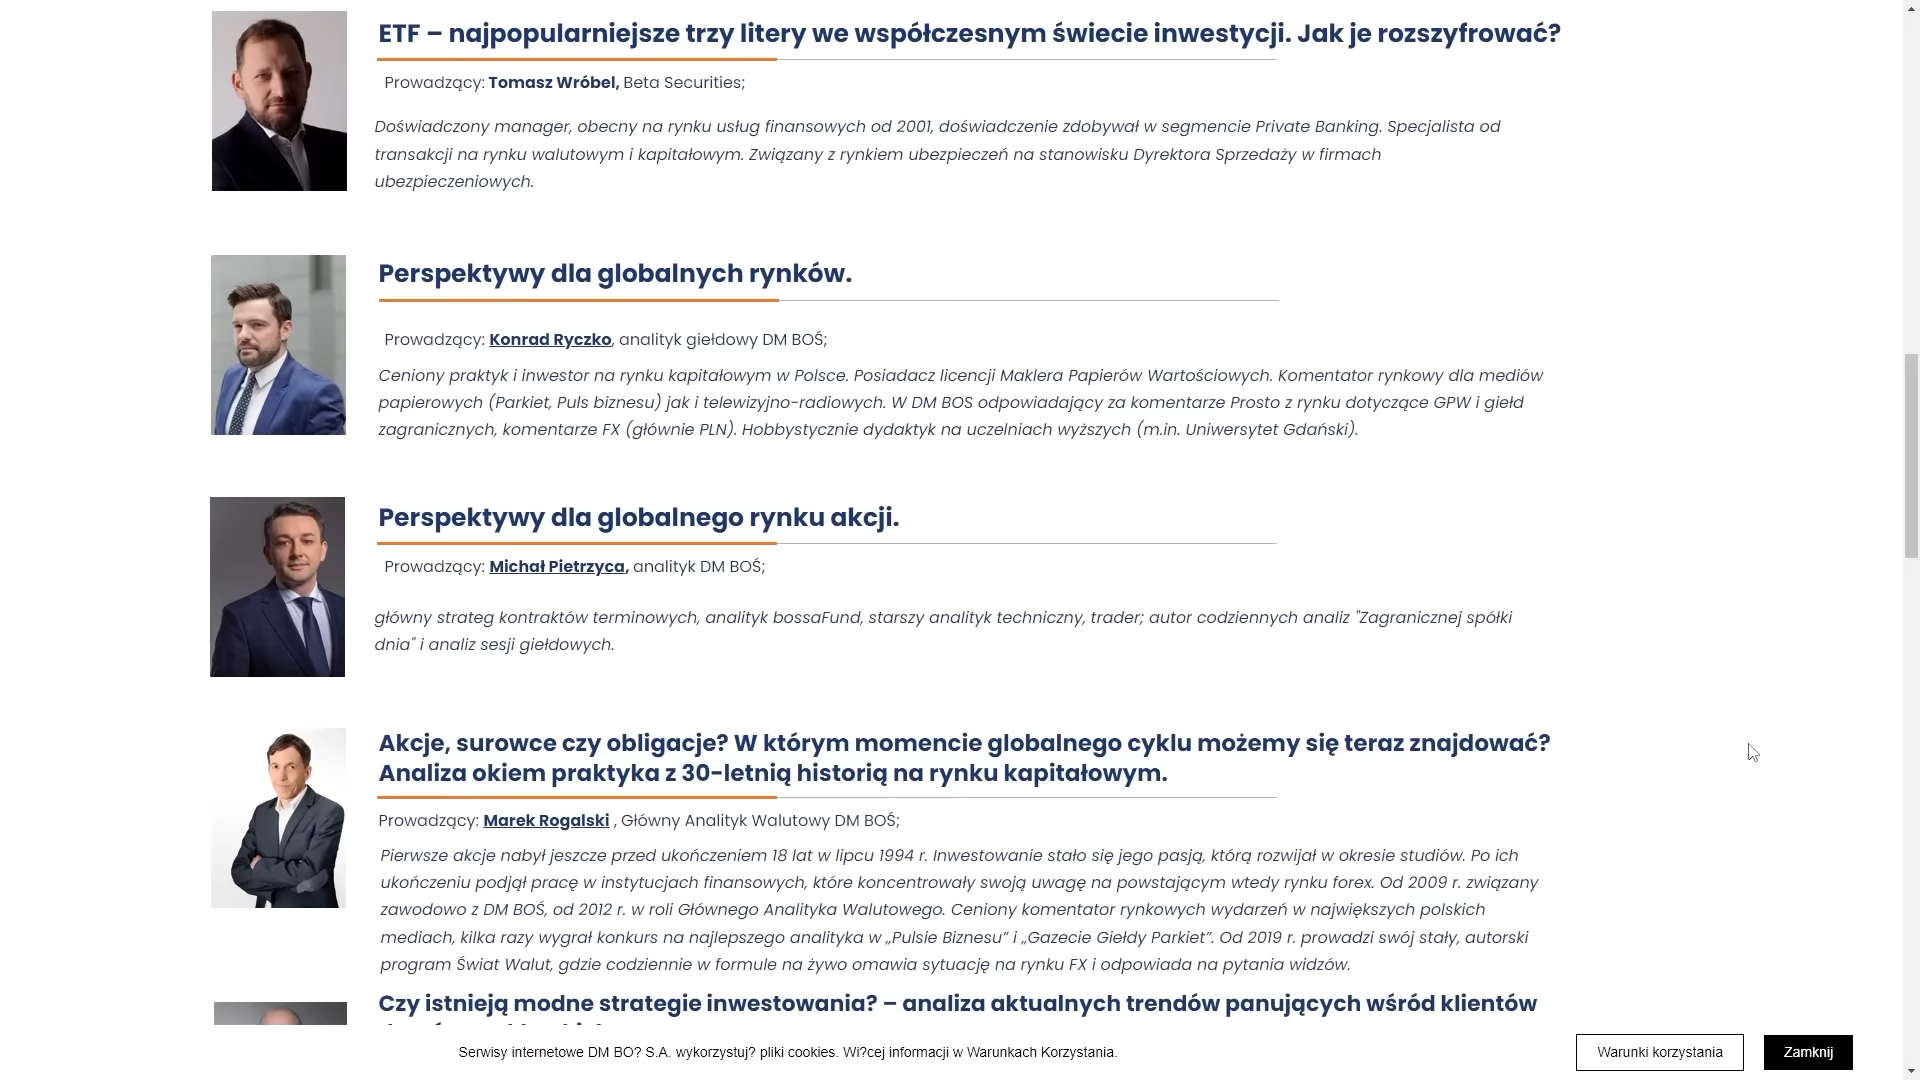 ETF – najpopularniejsze trzy litery we współczesnym świecie inwestycji. Jak je rozszyfrować?
Prowadzący: Tomasz Wróbel, Beta Securities;
Doświadczony manager, obecny na rynku usług finansowych od 2001, doświadczenie zdobywał w segmencie Private Banking. Specjalista od
transakcji na rynku walutowym i kapitałowym. Związany z rynkiem ubezpieczeń na stanowisku Dyrektora Sprzedaży w firmach
ubezpieczeniowych.
Perspektywy dla globalnych rynków.
Prowadzący: Konrad Ryczko, analityk giełdowy DM BOŚ;
Ceniony praktyk i inwestor na rynku kapitałowym w Polsce. Posiadacz licencji Maklera Papierów Wartościowych. Komentator rynkowy dla mediów
papierowych (Parkiet, Puls biznesu) jak i telewizyjno-radiowych. W DM BOS odpowiadający za komentarze Prosto z rynku dotyczące GPW i giełd
zagranicznych, komentarze FX (głównie PLN). Hobbystycznie dydaktyk na uczelniach wyższych (m.in. Uniwersytet Gdański).
Perspektywy dla globalnego rynku akcji.
Prowadzący: Michał Pietrzyca, analityk DM BOŚ;
główny strateg kontraktów terminowych, analityk bossaFund, starszy analityk techniczny, trader; autor codziennych analiz "Zagranicznej spółki
dnia" i analiz sesji giełdowych.
Akcje, surowce czy obligacje? W którym momencie globalnego cyklu możemy się teraz znajdować?
Analiza okiem praktyka z 30-letnią historią na rynku kapitałowym.
Prowadzący: Marek Rogalski , Główny Analityk Walutowy DM BOŚ;
Pierwsze akcje nabył jeszcze przed ukończeniem 18 lat w lipcu 1994 r. Inwestowanie stało się jego pasją, którą rozwijał w okresie studiów. Po ich
ukończeniu podjął pracę w instytucjach finansowych, które koncentrowały swoją uwagę na powstającym wtedy rynku forex. Od 2009 r. związany
zawodowo z DM BOŚ, od 2012 r. w roli Głównego Analityka Walutowego. Ceniony komentator rynkowych wydarzeń w największych polskich
mediach, kilka razy wygrał konkurs na najlepszego analityka w „Pulsie Biznesu” i „Gazecie Giełdy Parkiet”. Od 2019 r. prowadzi swój stały, autorski
program Świat Walut, gdzie codziennie w formule na żywo omawia sytuację na rynku FX i odpowiada na pytania widzów.
Czy istnieją modne strategie inwestowania? – analiza aktualnych trendów panujących wśród klientów
Serwisy internetowe DM BO? S.A. wykorzystuj? pliki cookies. Wi?cej informacji w Warunkach Korzystania.
Warunki korzystania
Zamknij